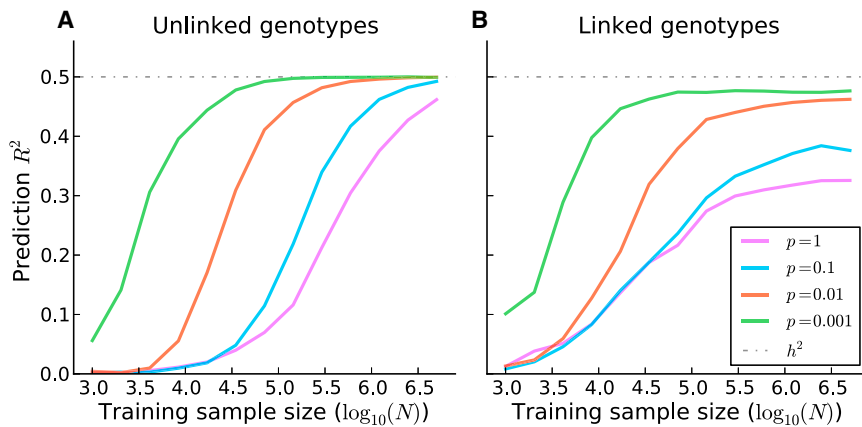 A Unlinked genotypes
B Linked genotypes
Prediction R²
0.5
0.4
0.3
0.2
0.1
0.0
3.0 3.5 4.0 4.5 5.0 5.5 6.0 6.5
Training sample size (log₁₀(N))
3.0 3.5 4.0 4.5 5.0 5.5 6.0 6.5
Training sample size (log₁₀(N))
p=1
p=0.1
p=0.01
p=0.001
h²